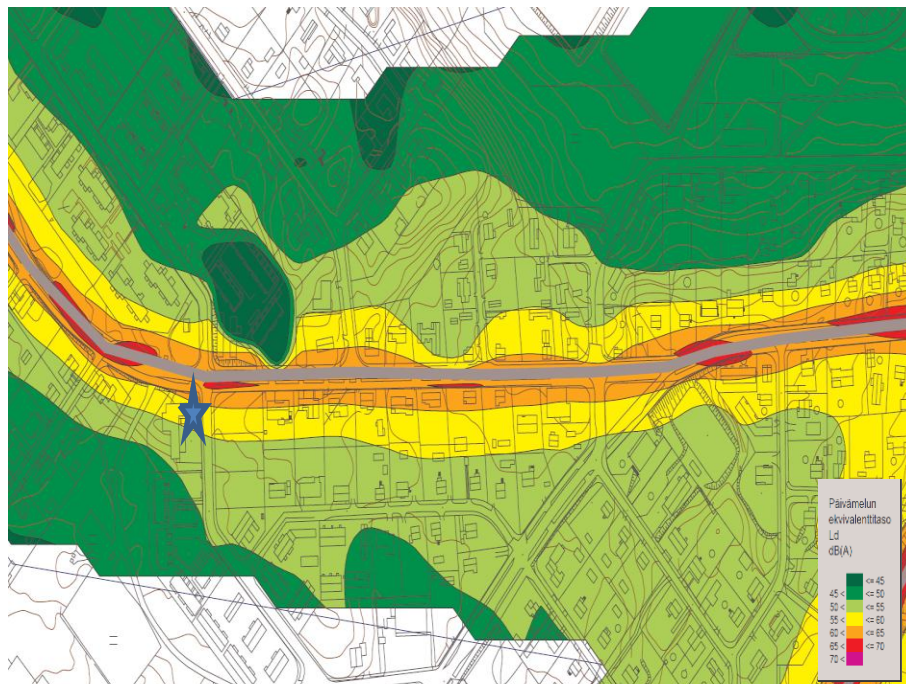 Päivämelun
ekvivalenttitaso
Ld
dB(A)
<= 45
45 < <= 50
50 < <= 55
55 < <= 60
60 < <= 65
65 < <= 70
70 <